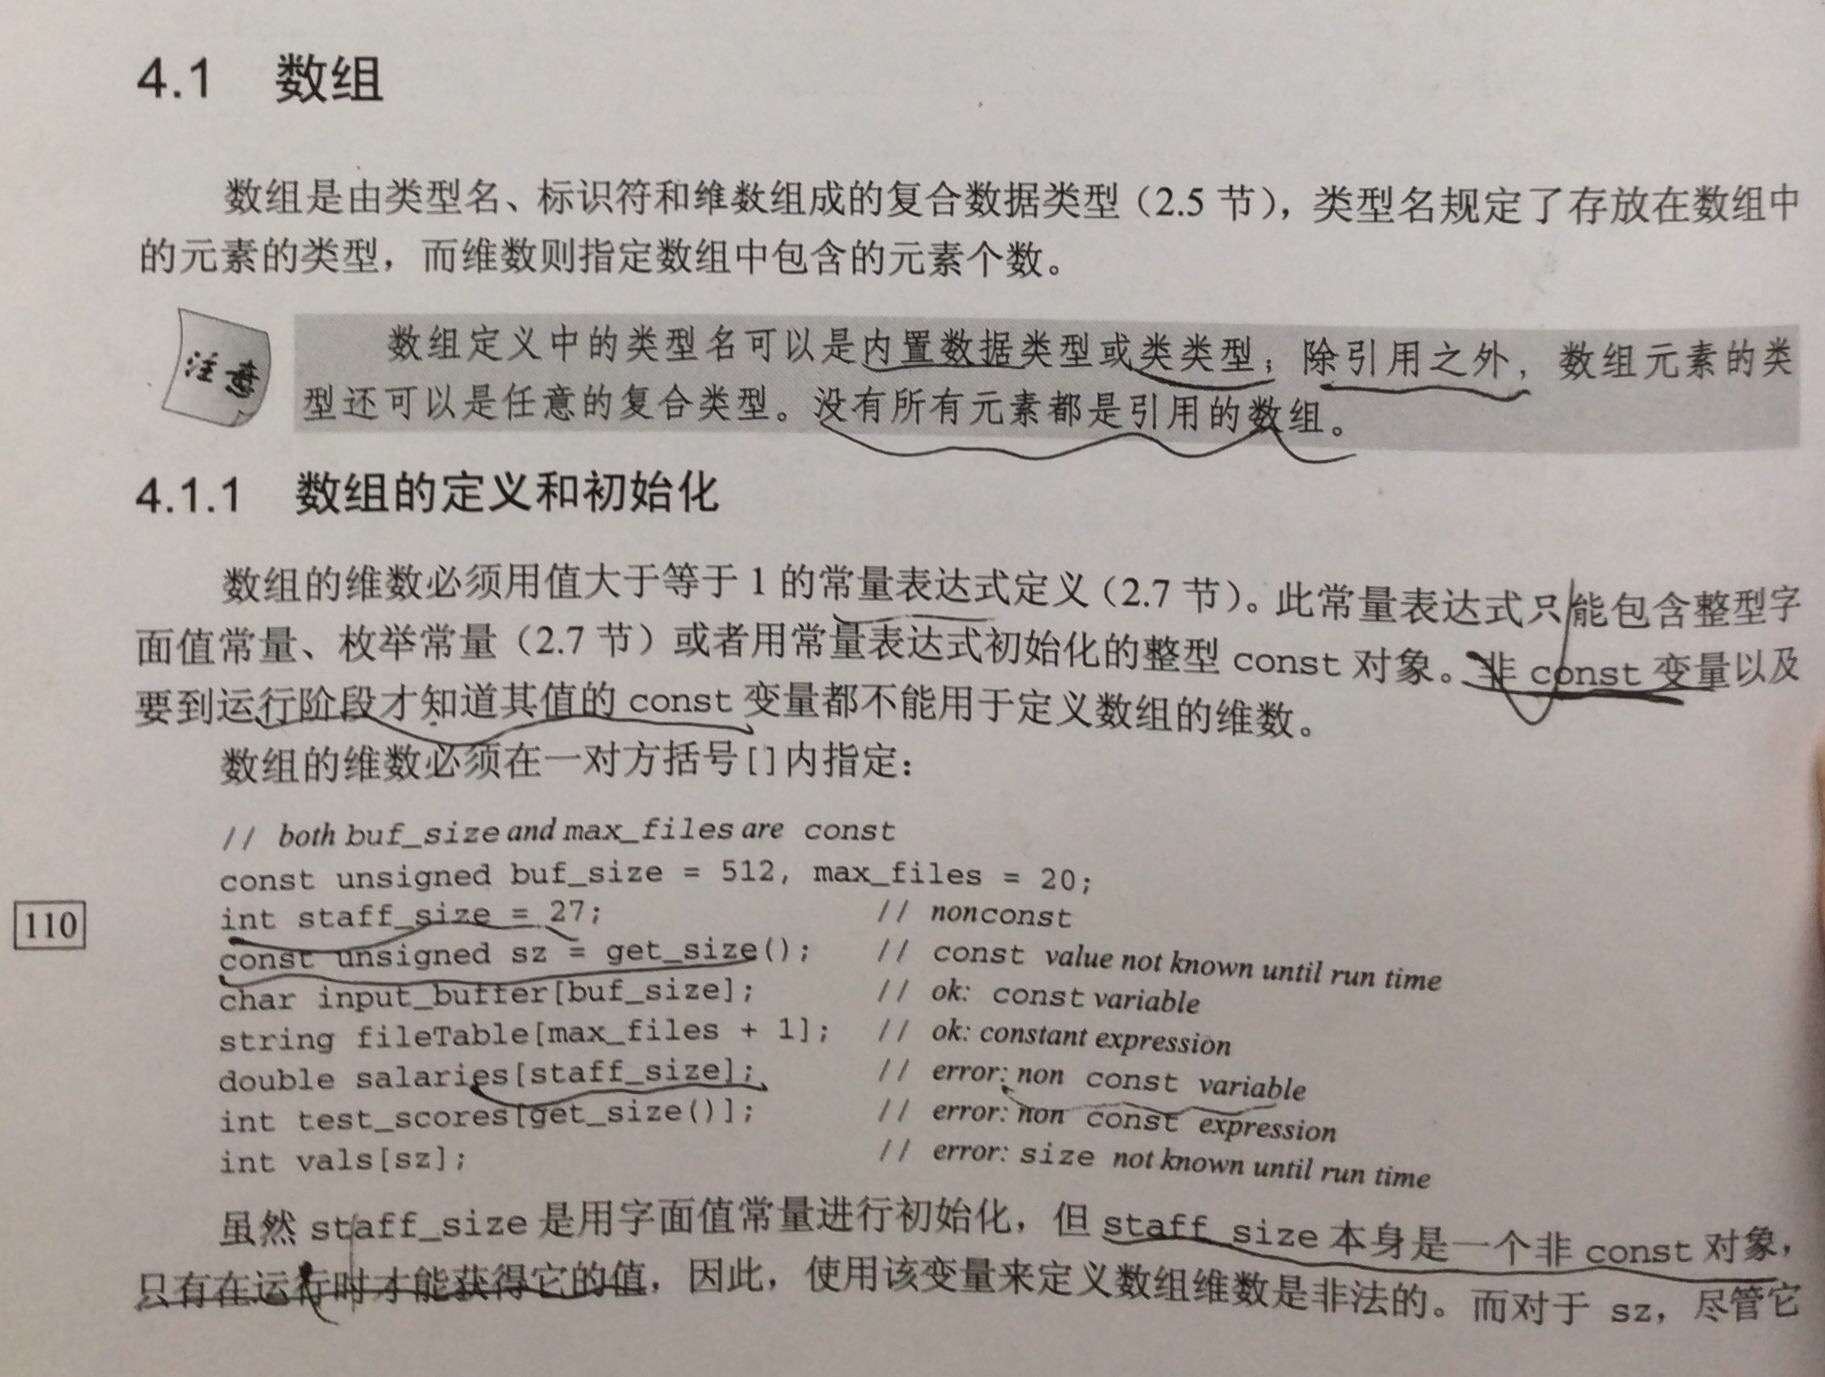 4.1 数组
数组是由类型名、标识符和维数组成的复合数据类型（2.5 节），类型名规定了存放在数组中
的元素的类型，而维数则指定数组中包含的元素个数。
注意
数组定义中的类型名可以是内置数据类型或类类型；除引用之外，数组元素的类
型还可以是任意的复合类型。没有所有元素都是引用的数组。
4.1.1 数组的定义和初始化
数组的维数必须用值大于等于 1 的常量表达式定义（2.7 节）。此常量表达式只能包含整型字
面值常量、枚举常量（2.7 节）或者用常量表达式初始化的整型 const 对象。非 const 变量以及
要到运行阶段才知道其值的 const 变量都不能用于定义数组的维数。
数组的维数必须在一对方括号[]内指定：
// both buf_size and max_files are const
const unsigned buf_size = 512, max_files = 20;
int staff_size = 27; // nonconst
110
const unsigned sz = get_size(); // const value not known until run time
char input_buffer[buf_size]; // ok: const variable
string fileTable[max_files + 1]; // ok: constant expression
double salaries[staff_size]; // error: non const variable
int test_scores[get_size()]; // error: non const expression
int vals[sz]; // error: size not known until run time
虽然 staff_size 是用字面值常量进行初始化，但 staff_size 本身是一个非 const 对象，
只有在运行时才能获得它的值，因此，使用该变量来定义数组维数是非法的。而对于 sz，尽管它